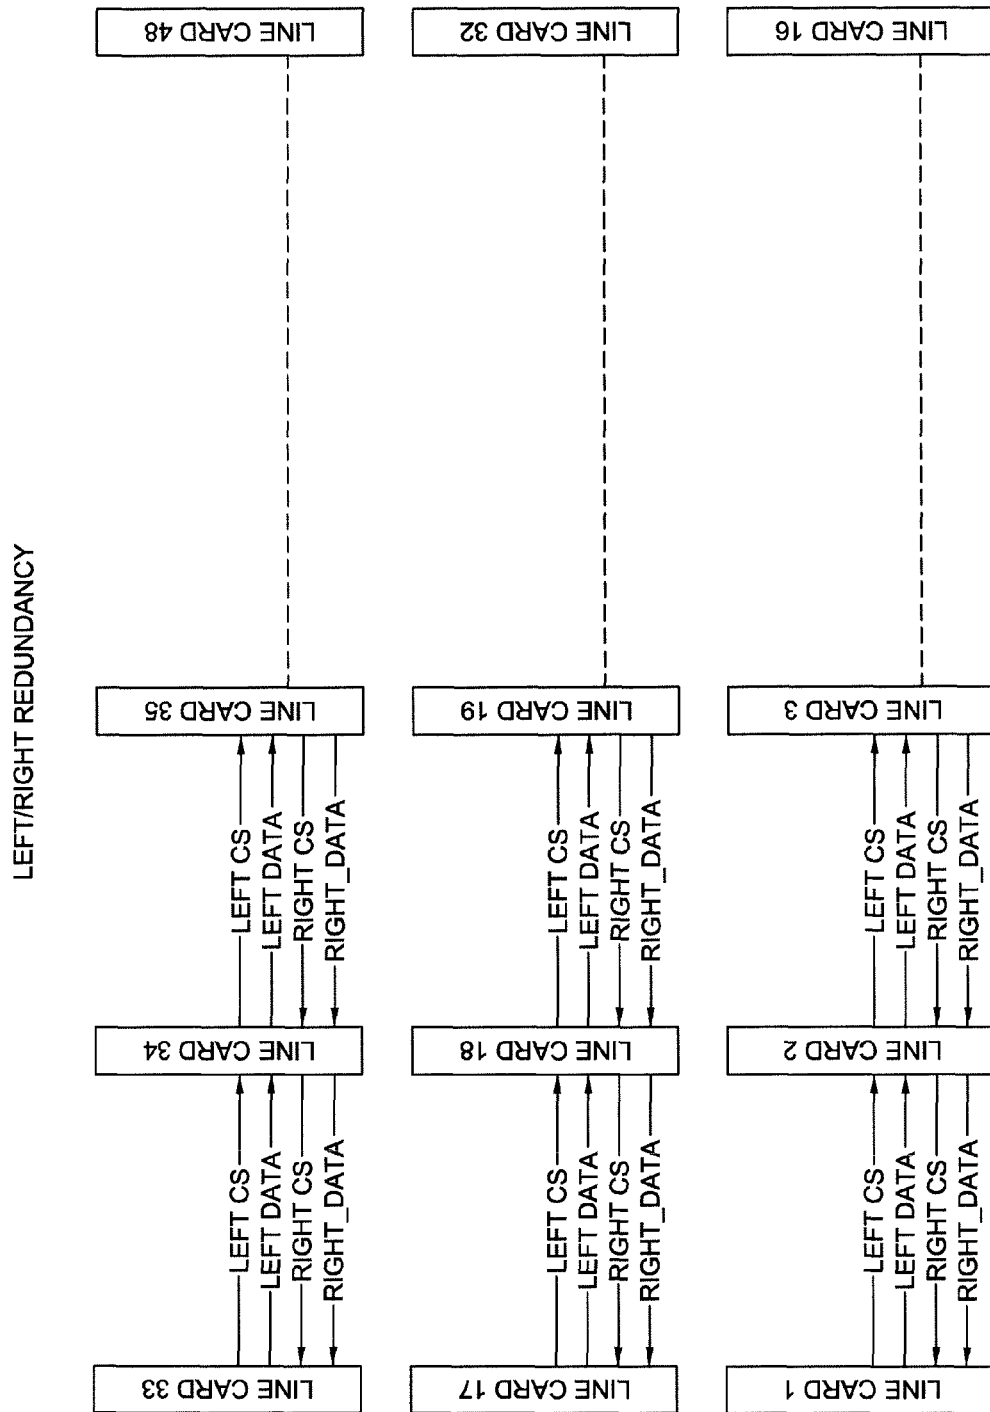 LEFT/RIGHT REDUNDANCY
LINE CARD 33
LEFT CS
LEFT DATA
RIGHT CS
RIGHT_DATA
LINE CARD 34
LEFT CS
LEFT DATA
RIGHT CS
RIGHT_DATA
LINE CARD 35
LINE CARD 48
LINE CARD 17
LEFT CS
LEFT DATA
RIGHT CS
RIGHT_DATA
LINE CARD 18
LEFT CS
LEFT DATA
RIGHT CS
RIGHT_DATA
LINE CARD 19
LINE CARD 32
LINE CARD 1
LEFT CS
LEFT DATA
RIGHT CS
RIGHT_DATA
LINE CARD 2
LEFT CS
LEFT DATA
RIGHT CS
RIGHT_DATA
LINE CARD 3
LINE CARD 16